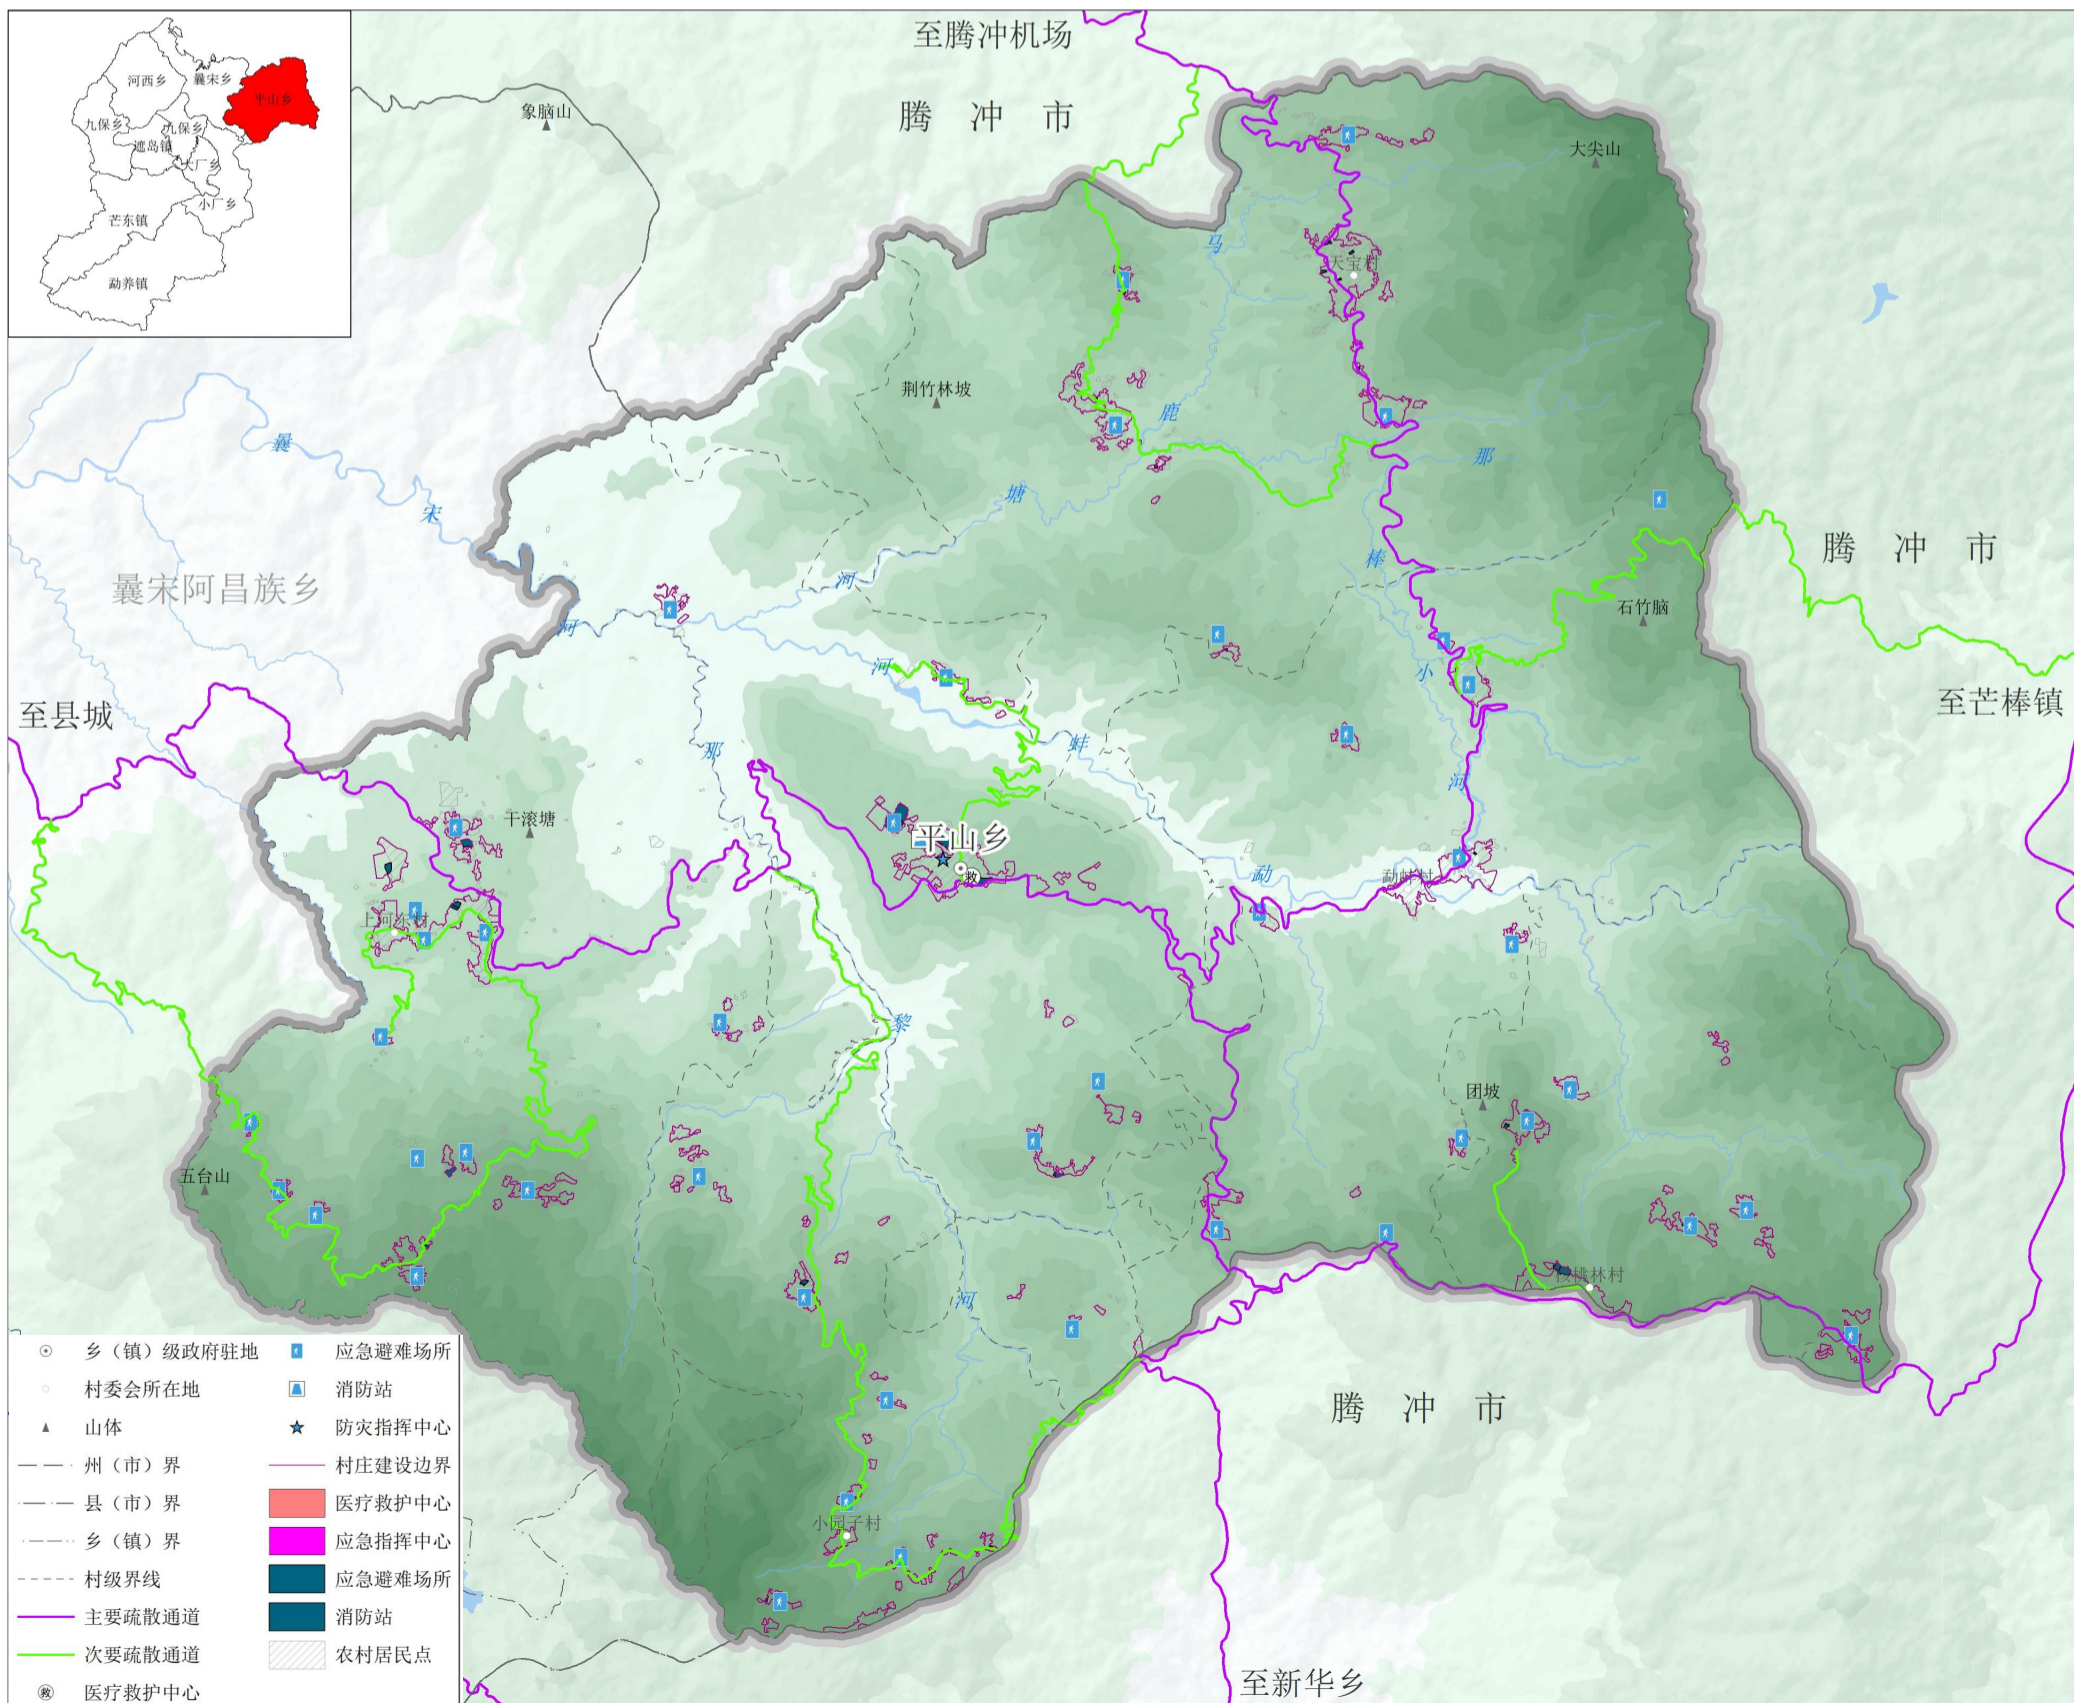 河西乡
曩宋乡
平山乡
九保乡
九保乡
遮岛镇
大厂乡
小厂乡
芒东镇
勐养镇
至腾冲机场
腾冲市
象脑山
大尖山
马
天宝村
荆竹林坡
鹿
曩
宋
塘
那
棒
河
河
腾冲市
曩宋阿昌族乡
石竹脑
河
小
至县城
至芒棒镇
那
蚌
河
干滚塘
平山乡
救
勐
勐蚌村
上河东村
黎
团坡
五台山
核桃林村
河
腾冲市
小园子村
至新华乡
乡（镇）级政府驻地
村委会所在地
山体
州（市）界
县（市）界
乡（镇）界
村级界线
主要疏散通道
次要疏散通道
救 医疗救护中心
应急避难场所
消防站
防灾指挥中心
村庄建设边界
医疗救护中心
应急指挥中心
应急避难场所
消防站
农村居民点